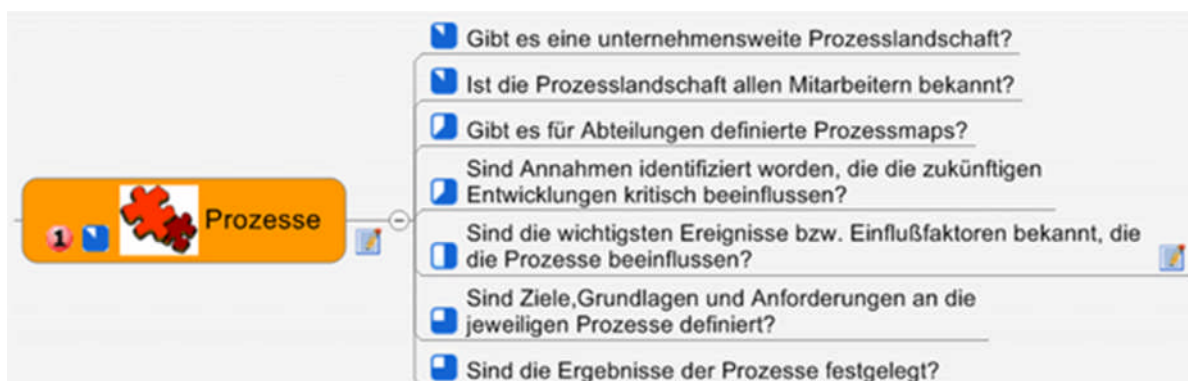 Gibt es eine unternehmensweite Prozesslandschaft?
Ist die Prozesslandschaft allen Mitarbeitern bekannt?
Gibt es für Abteilungen definierte Prozessmaps?
Sind Annahmen identifiziert worden, die die zukünftigen
Entwicklungen kritisch beeinflussen?
1 Prozesse
Sind die wichtigsten Ereignisse bzw. Einflußfaktoren bekannt, die
die Prozesse beeinflussen?
Sind Ziele,Grundlagen und Anforderungen an die
jeweiligen Prozesse definiert?
Sind die Ergebnisse der Prozesse festgelegt?